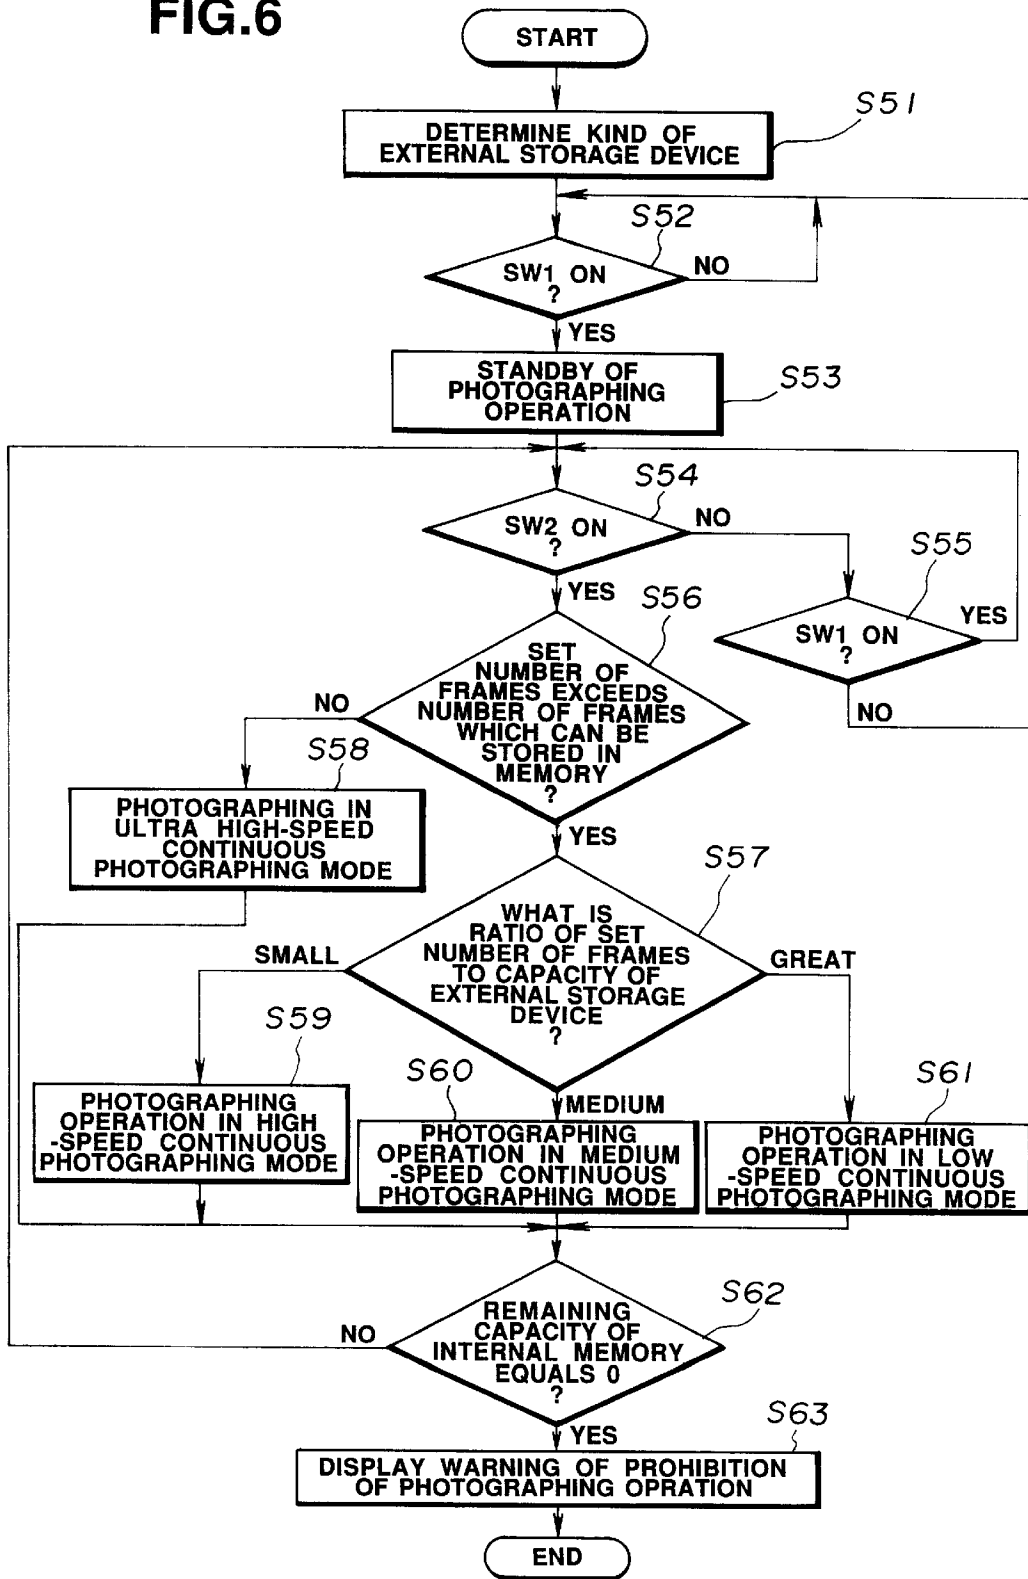 FIG.6
START
S51
DETERMINE KIND OF
EXTERNAL STORAGE DEVICE
S52
SW1 ON
?
NO
YES
S53
STANDBY OF
PHOTOGRAPHING
OPERATION
S54
SW2 ON
?
NO
YES
S55
SW1 ON
?
YES
NO
S56
SET
NUMBER OF
FRAMES EXCEEDS
NUMBER OF FRAMES
WHICH CAN BE
STORED IN
MEMORY
?
NO
YES
S58
PHOTOGRAPHING IN
ULTRA HIGH-SPEED
CONTINUOUS
PHOTOGRAPHING MODE
S57
WHAT IS
RATIO OF SET
NUMBER OF FRAMES
TO CAPACITY OF
EXTERNAL STORAGE
DEVICE
?
SMALL
GREAT
MEDIUM
S59
PHOTOGRAPHING
OPERATION IN HIGH
-SPEED CONTINUOUS
PHOTOGRAPHING MODE
S60
PHOTOGRAPHING
OPERATION IN MEDIUM
-SPEED CONTINUOUS
PHOTOGRAPHING MODE
S61
PHOTOGRAPHING
OPERATION IN LOW
-SPEED CONTINUOUS
PHOTOGRAPHING MODE
S62
REMAINING
CAPACITY OF
INTERNAL MEMORY
EQUALS 0
?
NO
YES
S63
DISPLAY WARNING OF PROHIBITION
OF PHOTOGRAPHING OPRATION
END